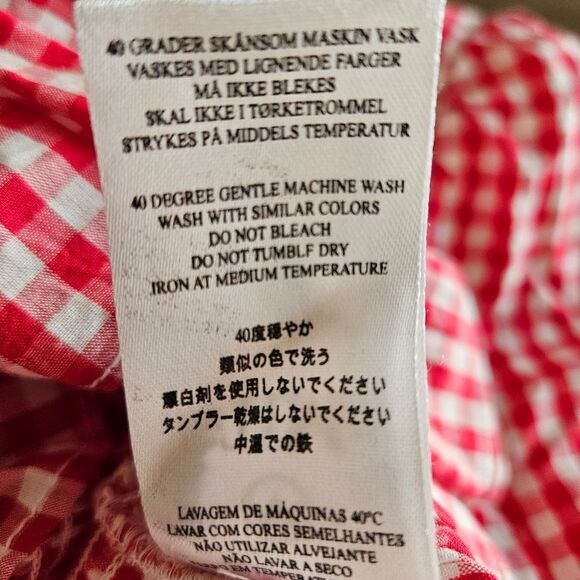 40 GRADER SKÅNSOM MASKIN VASK
VASKES MED LIGNENDE FARGER
MÅ IKKE BLEKES
SKAL IKKE I TØRKETROMMEL
STRYKES PÅ MIDDELS TEMPERATUR
40 DEGREE GENTLE MACHINE WASH
WASH WITH SIMILAR COLORS
DO NOT BLEACH
DO NOT TUMBLF DRY
IRON AT MEDIUM TEMPERATURE
40度穏やか
類似の色で洗う
漂白剤を使用しないでください
タンブラー乾燥はしないでください
中温での鉄
LAVAGEM DE MÁQUINAS 40ºC
LAVAR COM CORES SEMELHANTES
NÃO UTILIZAR ALVEJANTE
NÃO LAVAR A SECO